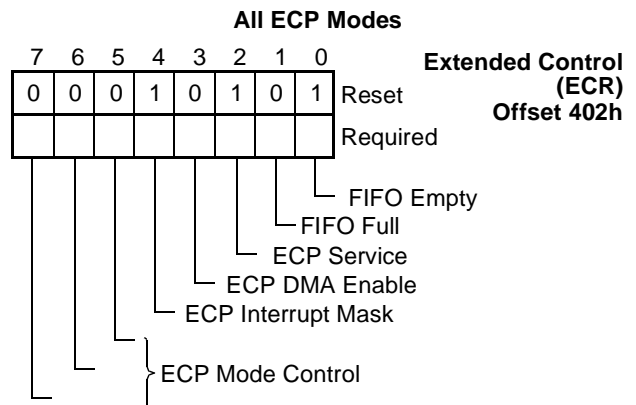 All ECP Modes
7 6 5 4 3 2 1 0
Extended Control
(ECR)
Offset 402h
0 0 0 1 0 1 0 1 Reset
Required
FIFO Empty
FIFO Full
ECP Service
ECP DMA Enable
ECP Interrupt Mask
ECP Mode Control